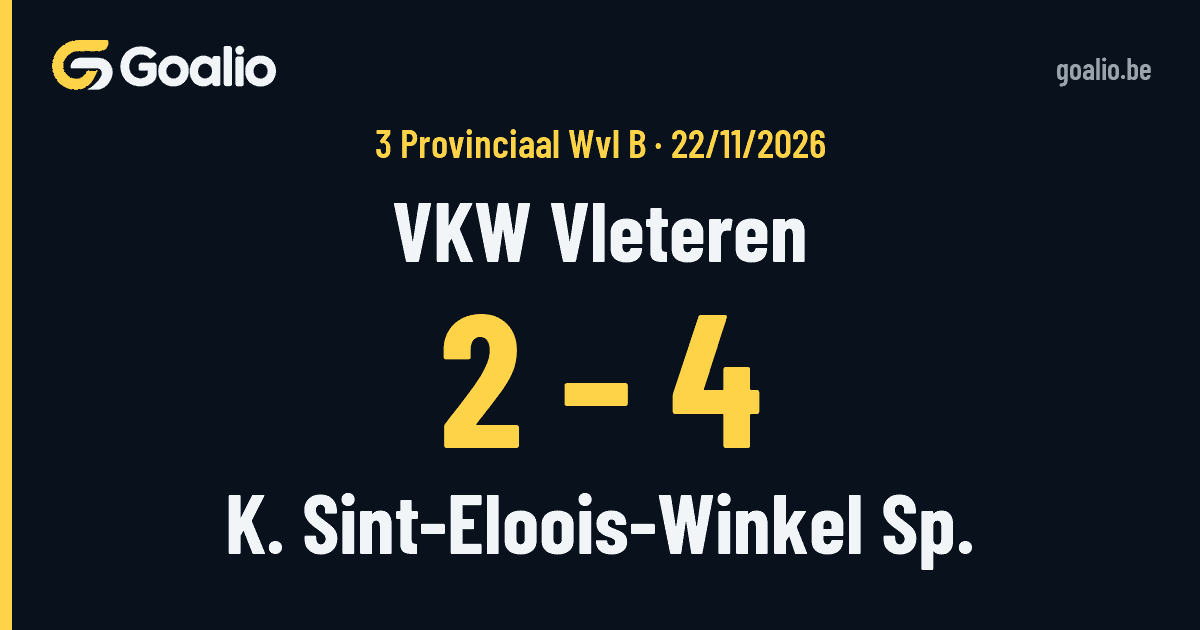 Goalio
goalio.be
3 Provinciaal Wvl B · 22/11/2026
VKW Vleteren
2 – 4
K. Sint-Eloois-Winkel Sp.